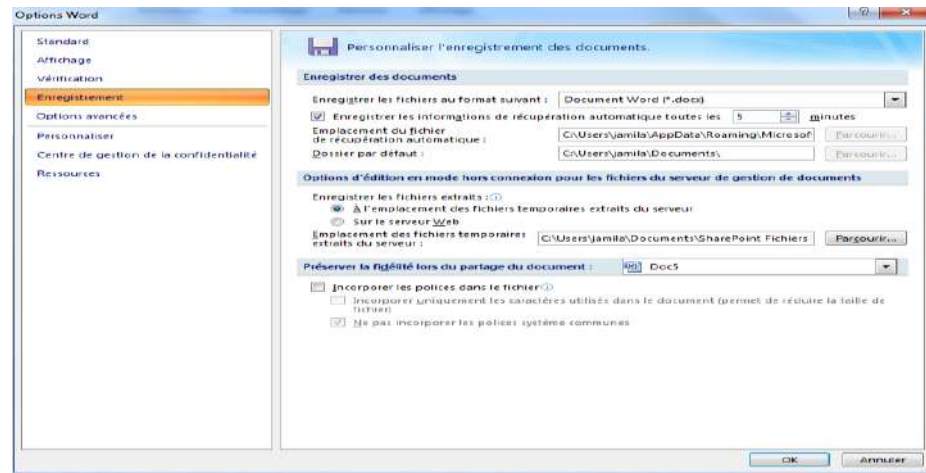 Options Word
Standard
Affichage
Vérification
Enregistrement
Options avancées
Personnaliser
Centre de gestion de la confidentialité
Ressources
Personnaliser l'enregistrement des documents.
Enregistrer des documents
Enregistrer les fichiers au format suivant : Document Word (*.docx)
Enregistrer les informations de récupération automatique toutes les 5 minutes
Emplacement du fichier
de récupération automatique : C:\Users\jamila\AppData\Roaming\Microsof Parcourir...
Dossier par défaut : C:\Users\jamila\Documents\ Parcourir...
Options d'édition en mode hors connexion pour les fichiers du serveur de gestion de documents
Enregistrer les fichiers extraits :
À l'emplacement des fichiers temporaires extraits du serveur
Sur le serveur Web
Emplacement des fichiers temporaires
extraits du serveur : C:\Users\jamila\Documents\SharePoint Fichiers Parcourir...
Préserver la fidélité lors du partage du document : Doc5
Incorporer les polices dans le fichier
Incorporer uniquement les caractères utilisés dans le document (permet de réduire la taille de
fichier)
Ne pas incorporer les polices système communes
OK Annuler